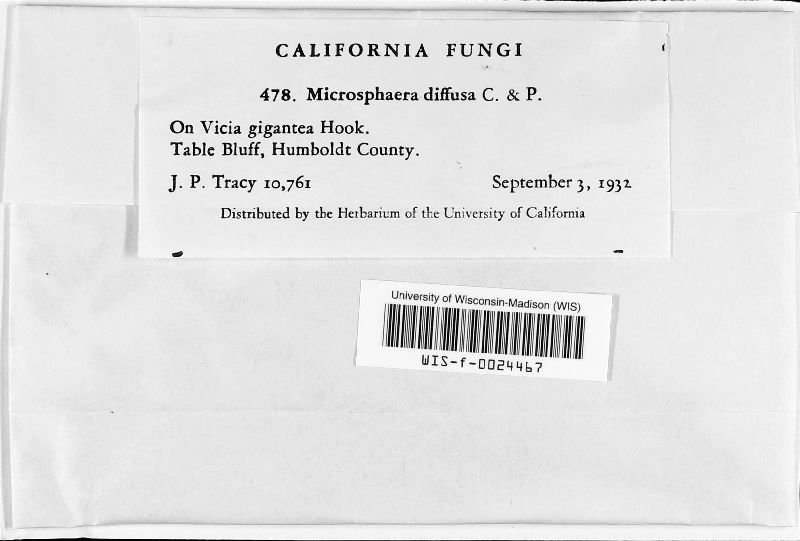 CALIFORNIA FUNGI
478. Microsphaera diffusa C. & P.
On Vicia gigantea Hook.
Table Bluff, Humboldt County.
J. P. Tracy 10,761 September 3, 1932
Distributed by the Herbarium of the University of California
University of Wisconsin-Madison (WIS)
WIS-f-0024467